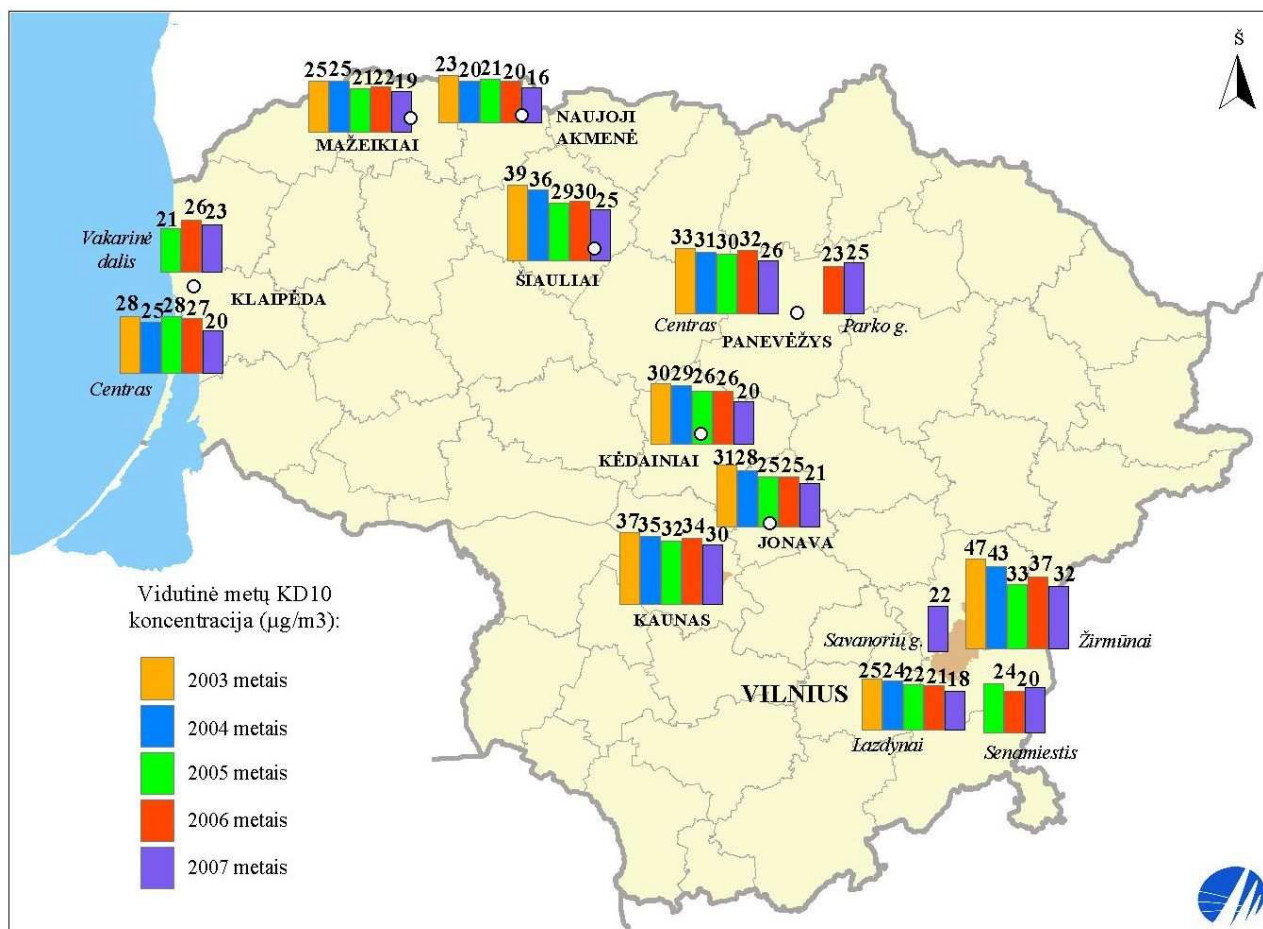 Š
25 25 21 22 19
MAŽEIKIAI
23 20 21 20 16
NAUJOJI
AKMENĖ
39 36 29 30 25
ŠIAULIAI
21 26 23
Vakarinė
dalis
KLAIPĖDA
28 25 28 27 20
Centras
33 31 30 32 26
Centras
23 25
Parko g.
PANEVĖŽYS
30 29 26 26 20
KĖDAINIAI
31 28 25 25 21
JONAVA
37 35 32 34 30
KAUNAS
47 43 33 37 32
Žirmūnai
22
Savanorių g.
VILNIUS
25 24 22 21 18
Lazdynai
24 20
Senamiestis
Vidutinė metų KD10
koncentracija (µg/m3):
2003 metais
2004 metais
2005 metais
2006 metais
2007 metais